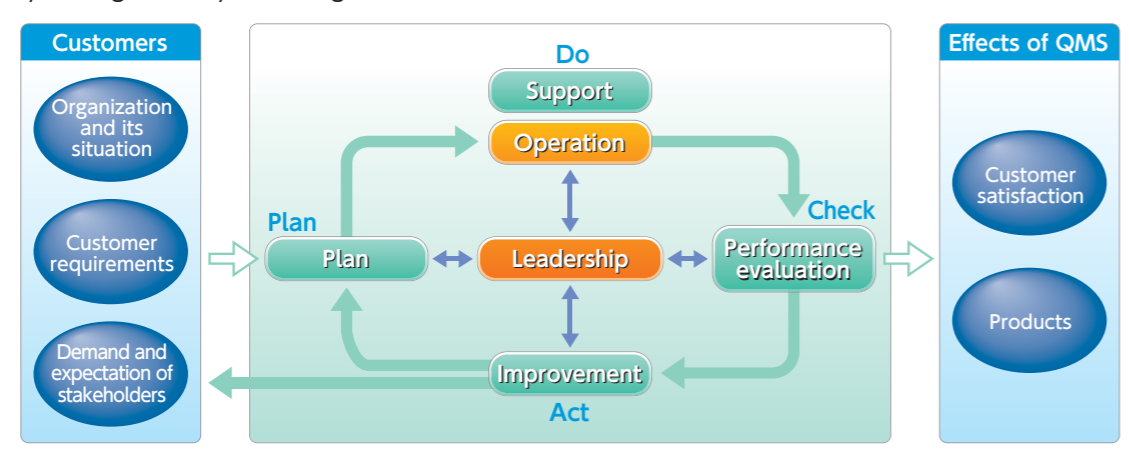 Customers
Organization
and its
situation
Customer
requirements
Demand and
expectation of
stakeholders
Do
Support
Operation
Plan
Plan
Leadership
Check
Performance
evaluation
Improvement
Act
Effects of QMS
Customer
satisfaction
Products